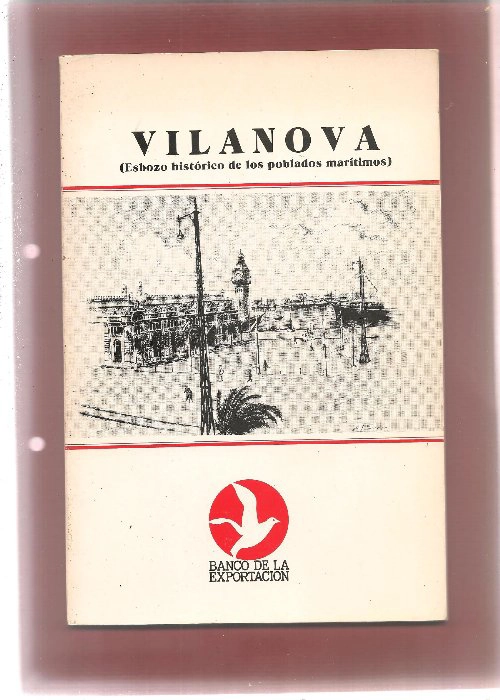 VILANOVA
(Esbozo histórico de los poblados marítimos)
BANCO DE LA
EXPORTACION